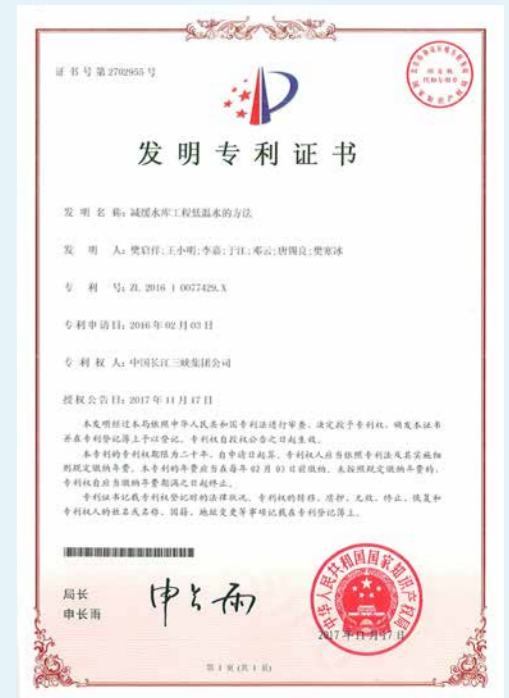 证书号第2702955号
发明专利证书
发 明 名 称：减缓水库工程低温水的方法
发 明 人：樊启祥;王小明;李嘉;于江;邓云;唐锡良;樊寒冰
专 利 号：ZL 2016 1 0077429.X
专利申请日：2016年02月03日
专 利 权 人：中国长江三峡集团公司
授权公告日：2017年11月17日
本发明经过本局依照中华人民共和国专利法进行审查，决定授予专利权，颁发本证书
并在专利登记簿上予以登记。专利权自授权公告之日起生效。
本专利的专利权期限为二十年，自申请日起算。专利权人应当依照专利法及其实施细
则规定缴纳年费。本专利的年费应当在每年02月03日前缴纳。未按照规定缴纳年费的，
专利权自应当缴纳年费期满之日起终止。
专利证书记载专利权登记时的法律状况。专利权的转移、质押、无效、终止、恢复和
专利权人的姓名或名称、国籍、地址变更等事项记载在专利登记簿上。
局长
申长雨
申长雨
中华人民共和国国家知识产权局
2017年11月17日
第 1 页 (共 1 页)